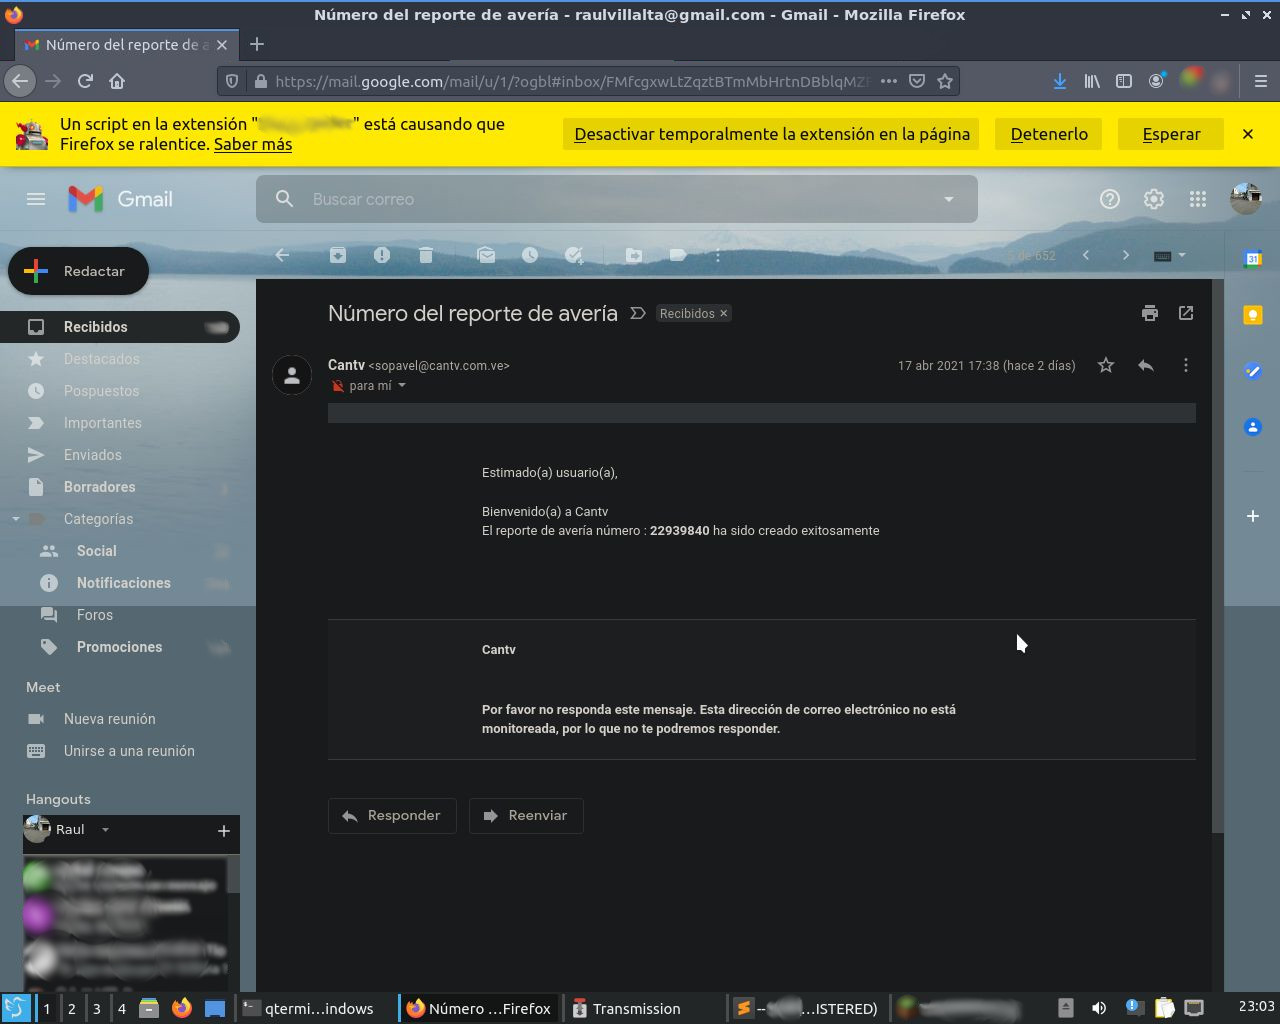 Número del reporte de avería - raulvillalta@gmail.com - Gmail - Mozilla Firefox
Número del reporte de a
https://mail.google.com/mail/u/1/?ogbl#inbox/FMfcgxwLtZqztBTmMbHrtnDBblqMZF
Un script en la extensión "" está causando que
Firefox se ralentice. Saber más
Desactivar temporalmente la extensión en la página
Detenerlo
Esperar
Gmail
Buscar correo
Redactar
5 de 652
31
Recibidos
Destacados
Pospuestos
Importantes
Enviados
Borradores
Categorías
Social
Notificaciones
Foros
Promociones
Meet
Nueva reunión
Unirse a una reunión
Hangouts
Raul
Número del reporte de avería
Recibidos
Cantv <sopavel@cantv.com.ve>
17 abr 2021 17:38 (hace 2 días)
para mí
Estimado(a) usuario(a),
Bienvenido(a) a Cantv
El reporte de avería número : 22939840 ha sido creado exitosamente
Cantv
Por favor no responda este mensaje. Esta dirección de correo electrónico no está
monitoreada, por lo que no te podremos responder.
Responder
Reenviar
1 2 3 4
qtermi...indows
Número ...Firefox
Transmission
...ISTERED)
23:03